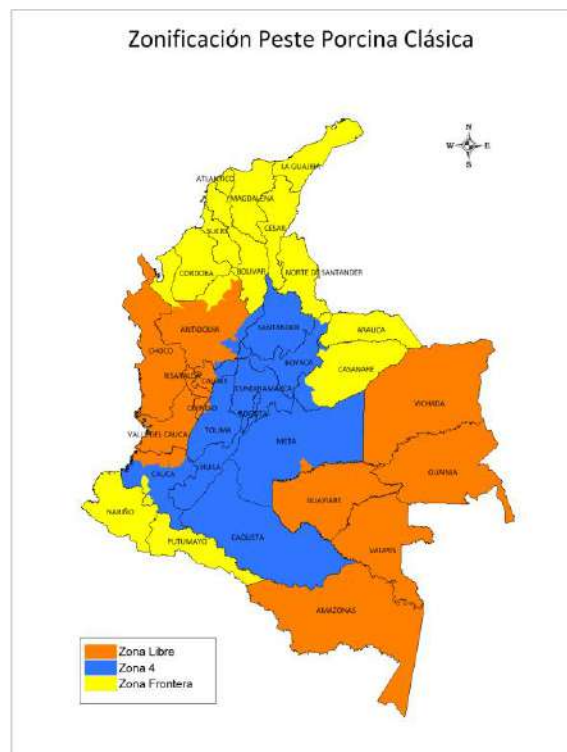 Zonificación Peste Porcina Clásica
N
W E
S
LA GUAJIRA
ATLANTICO
MAGDALENA
CESAR
SUCRE
NORTE DE SANTANDER
BOLIVAR
CORDOBA
ANTIOQUIA
SANTANDER
ARAUCA
CHOCO
BOYACA
CASANARE
RISARALDA
CALDAS
CUNDINAMARCA
VICHADA
BOGOTA
VALLE DEL CAUCA
TOLIMA
META
GUAINIA
CAUCA
HUILA
GUAVIARE
NARIÑO
PUTUMAYO
CAQUETA
VAUPES
AMAZONAS
Zona Libre
Zona 4
Zona Frontera